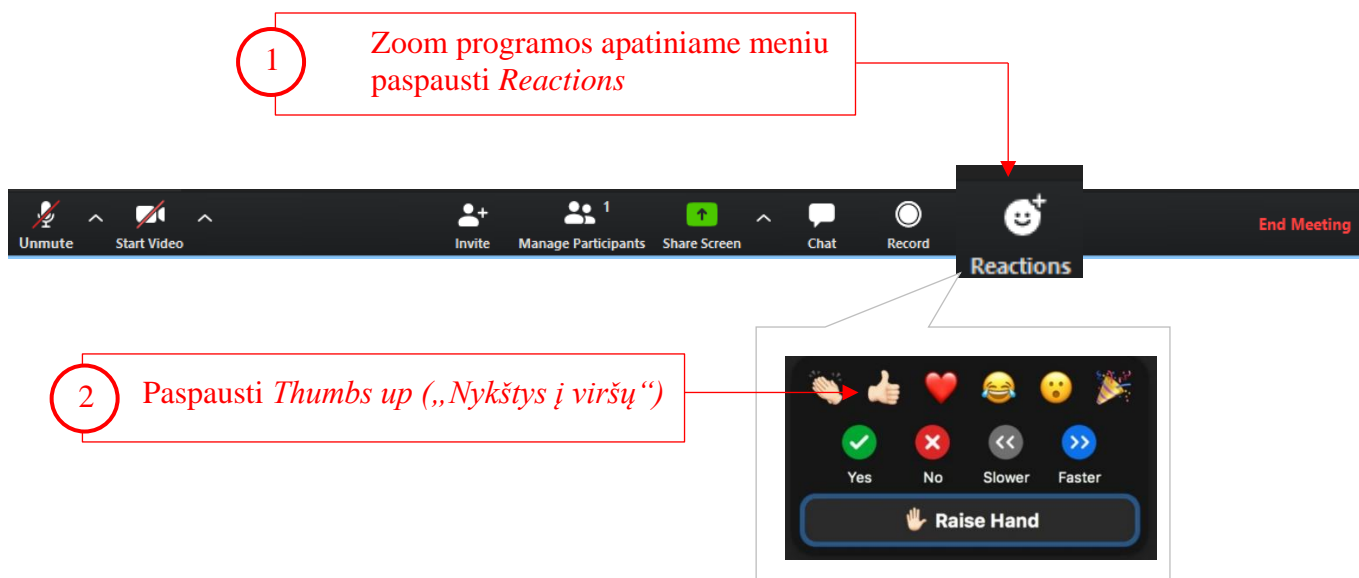 1
Zoom programos apatiniame meniu
paspausti Reactions
Unmute
Start Video
Invite
1
Manage Participants
Share Screen
Chat
Record
Reactions
End Meeting
2
Paspausti Thumbs up („Nykštys į viršų“)
Yes
No
Slower
Faster
Raise Hand